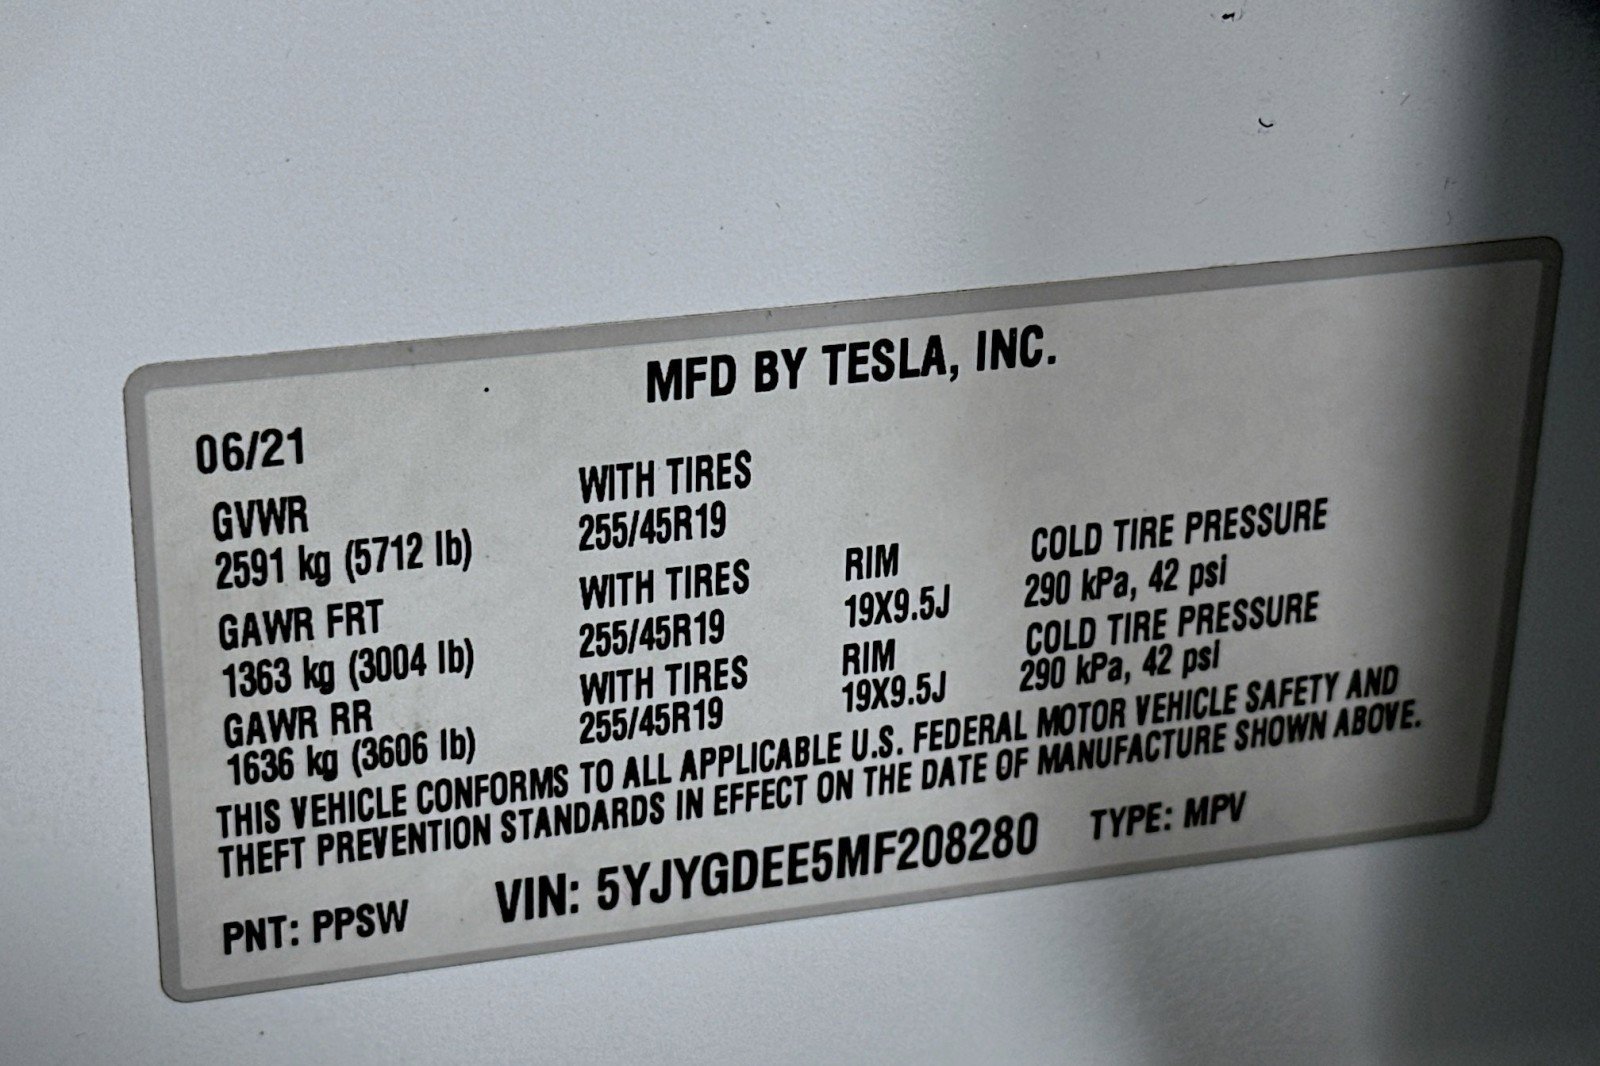 MFD BY TESLA, INC.
06/21
GVWR WITH TIRES
2591 kg (5712 lb) 255/45R19
GAWR FRT WITH TIRES RIM COLD TIRE PRESSURE
1363 kg (3004 lb) 255/45R19 19X9.5J 290 kPa, 42 psi
GAWR RR WITH TIRES RIM COLD TIRE PRESSURE
1636 kg (3606 lb) 255/45R19 19X9.5J 290 kPa, 42 psi
THIS VEHICLE CONFORMS TO ALL APPLICABLE U.S. FEDERAL MOTOR VEHICLE SAFETY AND
THEFT PREVENTION STANDARDS IN EFFECT ON THE DATE OF MANUFACTURE SHOWN ABOVE.
PNT: PPSW VIN: 5YJYGDEE5MF208280 TYPE: MPV